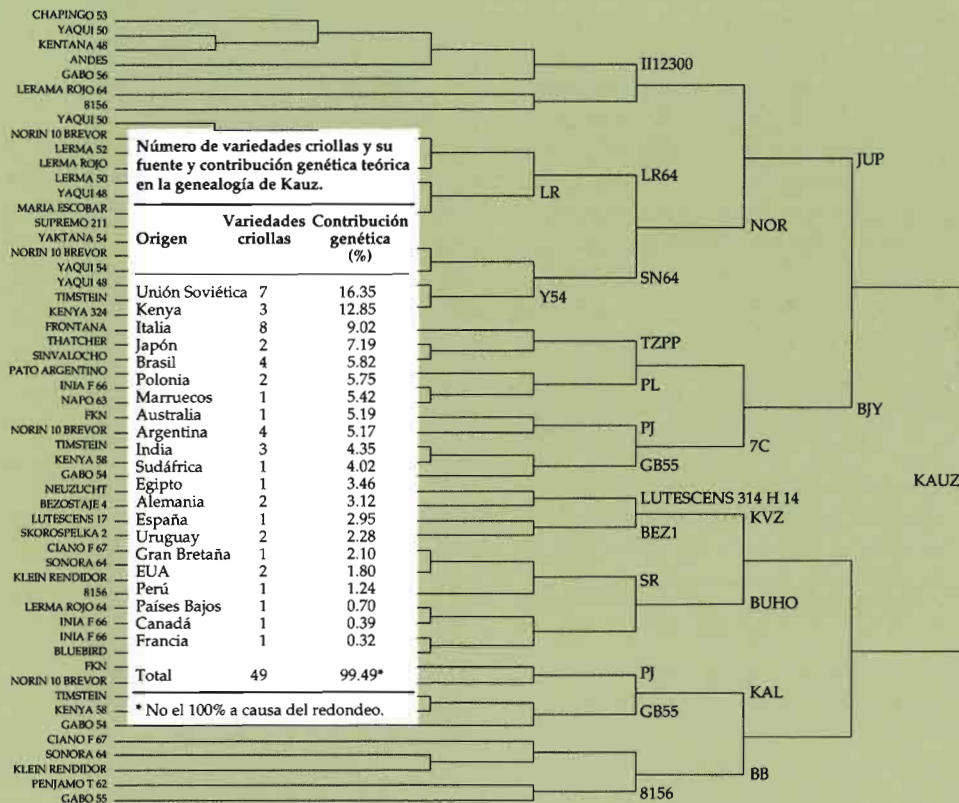 CHAPINGO 53
YAQUI 50
KENTANA 48
ANDES
GABO 56
LERAMA ROJO 64
8156
YAQUI 50
NORIN 10 BREVOR
LERMA 52
LERMA ROJO
LERMA 50
YAQUI 48
MARIA ESCOBAR
SUPREMO 211
YAKTANA 54
NORIN 10 BREVOR
YAQUI 54
YAQUI 48
TIMSTEIN
KENYA 324
FRONTANA
THATCHER
SINVALOCHO
PATO ARGENTINO
INIA F 66
NAPO 63
FKN
NORIN 10 BREVOR
TIMSTEIN
KENYA 58
GABO 54
NEUZUCHT
BEZOSTAJE 4
LUTESCENS 17
SKOROSPELKA 2
CIANO F 67
SONORA 64
KLEIN RENDIDOR
8156
LERMA ROJO 64
INIA F 66
INIA F 66
BLUEBIRD
FKN
NORIN 10 BREVOR
TIMSTEIN
KENYA 58
GABO 54
CIANO F 67
SONORA 64
KLEIN RENDIDOR
PENJAMO T 62
GABO 55
Número de variedades criollas y su
fuente y contribución genética teórica
en la genealogía de Kauz.
Origen Variedades criollas Contribución genética (%)
Unión Soviética 7 16.35
Kenya 3 12.85
Italia 8 9.02
Japón 2 7.19
Brasil 4 5.82
Polonia 2 5.75
Marruecos 1 5.42
Australia 1 5.19
Argentina 4 5.17
India 3 4.35
Sudáfrica 1 4.02
Egipto 1 3.46
Alemania 2 3.12
España 1 2.95
Uruguay 2 2.28
Gran Bretaña 1 2.10
EUA 2 1.80
Perú 1 1.24
Países Bajos 1 0.70
Canadá 1 0.39
Francia 1 0.32
Total 49 99.49*
* No el 100% a causa del redondeo.
LR
Y54
II12300
LR64
SN64
TZPP
PL
PJ
GB55
LUTESCENS 314 H 14
BEZ1
SR
PJ
GB55
8156
NOR
7C
KVZ
BUHO
KAL
BB
JUP
BJY
KAUZ